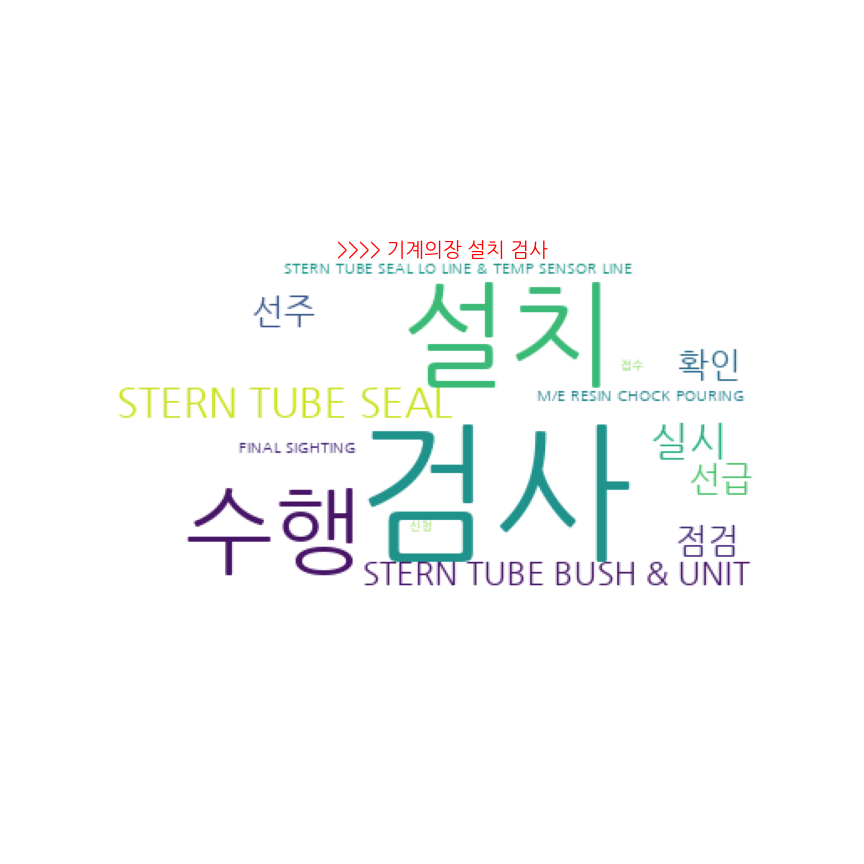 >>>> 기계의장 설치 검사
STERN TUBE SEAL LO LINE & TEMP SENSOR LINE
선주
설치
접수
확인
STERN TUBE SEAL
M/E RESIN CHOCK POURING
FINAL SIGHTING
검사
실시
선급
수행
신청
점검
STERN TUBE BUSH & UNIT